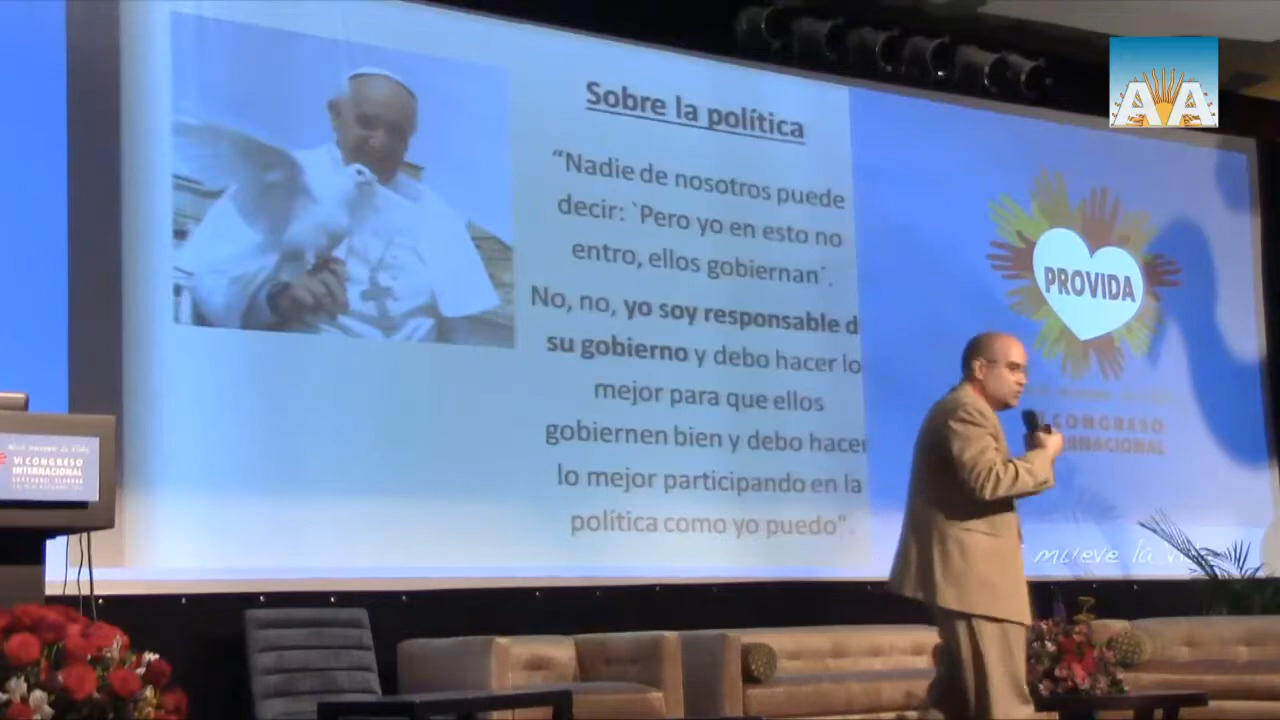 AVA
Sobre la política
“Nadie de nosotros puede
decir: `Pero yo en esto no
entro, ellos gobiernan´.
No, no, yo soy responsable d
su gobierno y debo hacer lo
mejor para que ellos
gobiernen bien y debo hacer
lo mejor participando en la
política como yo puedo”.
PROVIDA
CONGRESO
NACIONAL
mueve la
VI CONGRESO
INTERNACIONAL